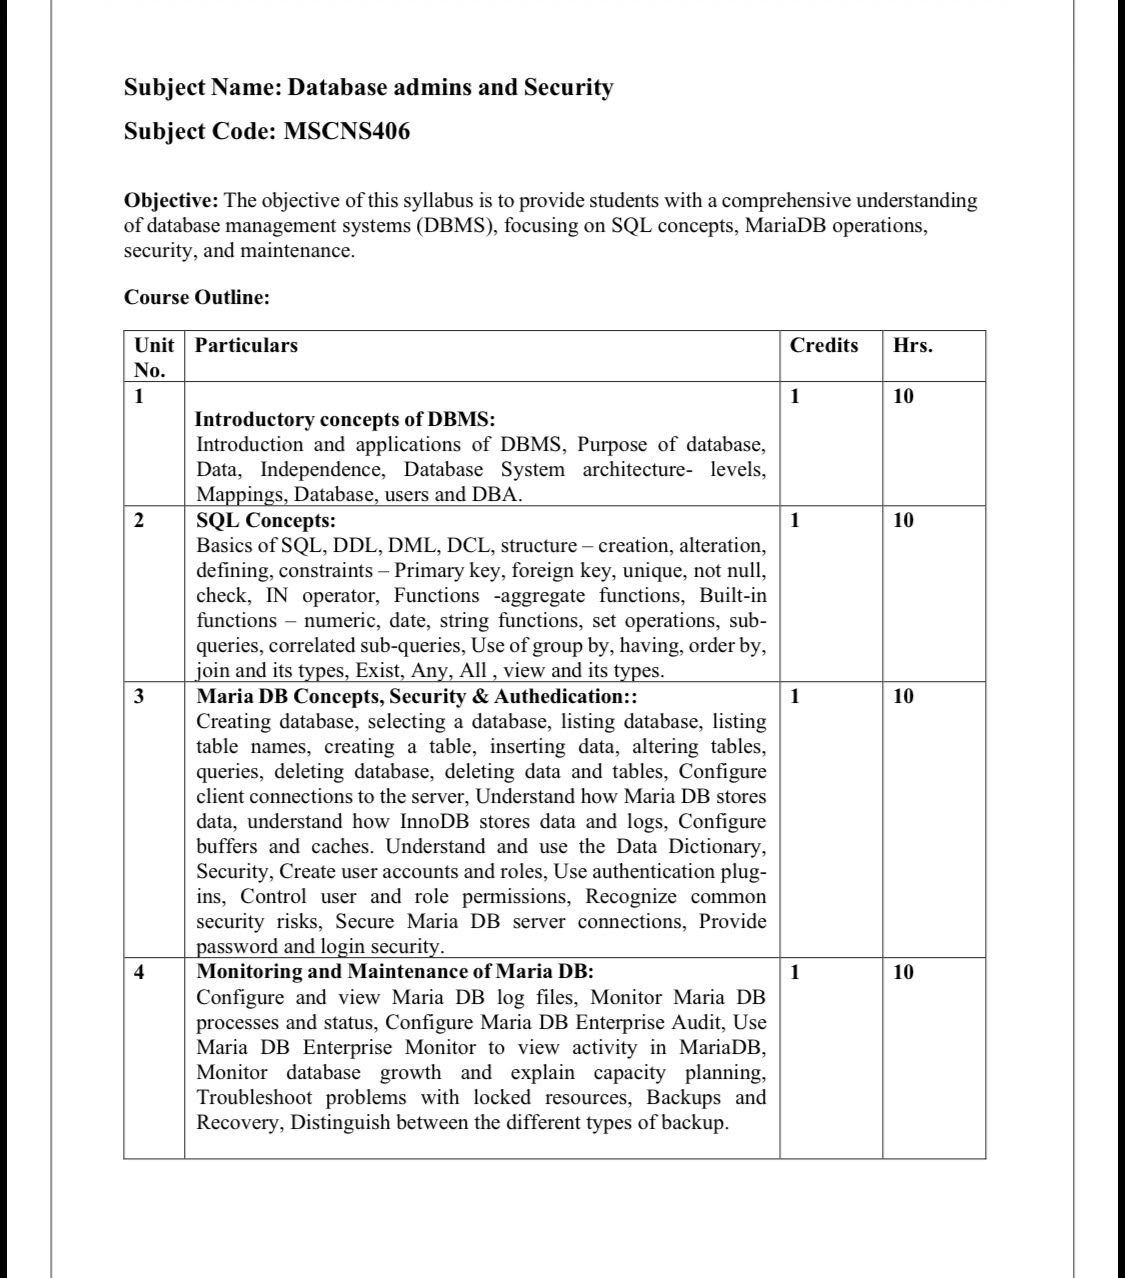 Subject Name: Database admins and Security
Subject Code: MSCNS406
Objective: The objective of this syllabus is to provide students with a comprehensive understanding
of database management systems (DBMS), focusing on SQL concepts, MariaDB operations,
security, and maintenance.
Course Outline:
Unit No. Particulars Credits Hrs.
1 1 10
Introductory concepts of DBMS:
Introduction and applications of DBMS, Purpose of database,
Data, Independence, Database System architecture- levels,
Mappings, Database, users and DBA.
2 SQL Concepts: 1 10
Basics of SQL, DDL, DML, DCL, structure – creation, alteration,
defining, constraints – Primary key, foreign key, unique, not null,
check, IN operator, Functions -aggregate functions, Built-in
functions – numeric, date, string functions, set operations, sub-
queries, correlated sub-queries, Use of group by, having, order by,
join and its types, Exist, Any, All , view and its types.
3 Maria DB Concepts, Security & Authedication:: 1 10
Creating database, selecting a database, listing database, listing
table names, creating a table, inserting data, altering tables,
queries, deleting database, deleting data and tables, Configure
client connections to the server, Understand how Maria DB stores
data, understand how InnoDB stores data and logs, Configure
buffers and caches. Understand and use the Data Dictionary,
Security, Create user accounts and roles, Use authentication plug-
ins, Control user and role permissions, Recognize common
security risks, Secure Maria DB server connections, Provide
password and login security.
4 Monitoring and Maintenance of Maria DB: 1 10
Configure and view Maria DB log files, Monitor Maria DB
processes and status, Configure Maria DB Enterprise Audit, Use
Maria DB Enterprise Monitor to view activity in MariaDB,
Monitor database growth and explain capacity planning,
Troubleshoot problems with locked resources, Backups and
Recovery, Distinguish between the different types of backup.